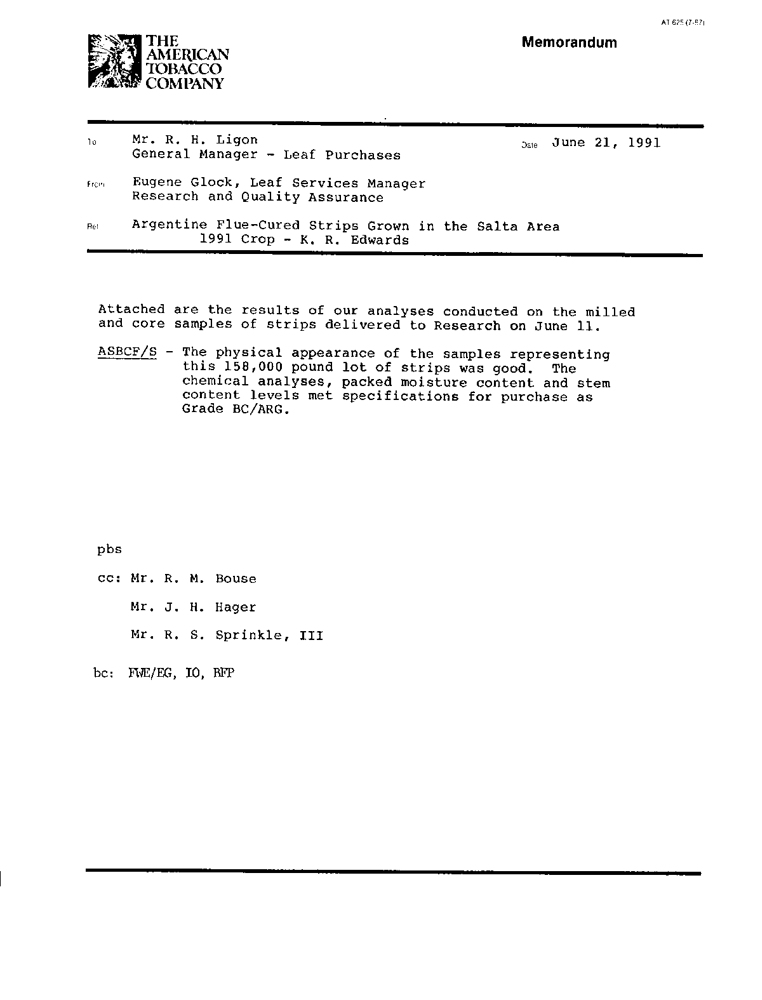 AT 625 (7-87)
THE
AMERICAN
TOBACCO
COMPANY
Memorandum
To Mr. R. H. Ligon
General Manager - Leaf Purchases
Date June 21, 1991
From Eugene Glock, Leaf Services Manager
Research and Quality Assurance
Ref Argentine Flue-Cured Strips Grown in the Salta Area
1991 Crop - K. R. Edwards
Attached are the results of our analyses conducted on the milled
and core samples of strips delivered to Research on June 11.
ASBCF/S - The physical appearance of the samples representing
this 158,000 pound lot of strips was good. The
chemical analyses, packed moisture content and stem
content levels met specifications for purchase as
Grade BC/ARG.
pbs
cc: Mr. R. M. Bouse
Mr. J. H. Hager
Mr. R. S. Sprinkle, III
bc: FWE/EG, IO, RFP